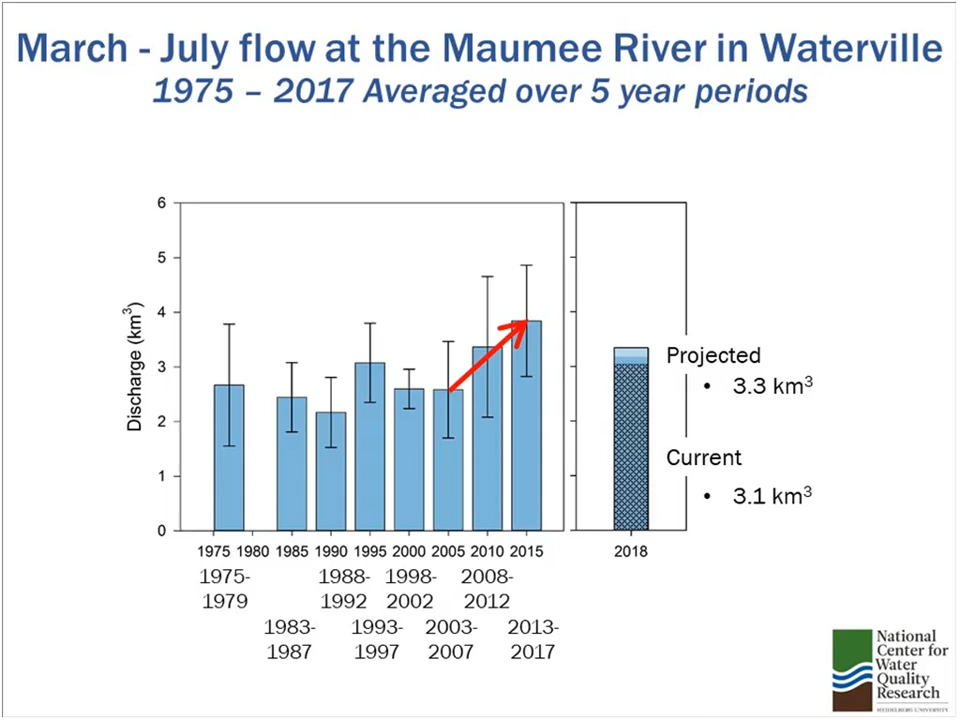 March - July flow at the Maumee River in Waterville
1975 – 2017 Averaged over 5 year periods
6
5
4
3
2
1
0
Discharge (km³)
1975 1980 1985 1990 1995 2000 2005 2010 2015
1975-
1979
1983-
1987
1988-
1992
1993-
1997
1998-
2002
2003-
2007
2008-
2012
2013-
2017
Projected
• 3.3 km³
Current
• 3.1 km³
2018
National
Center for
Water
Quality
Research
HEIDELBERG UNIVERSITY